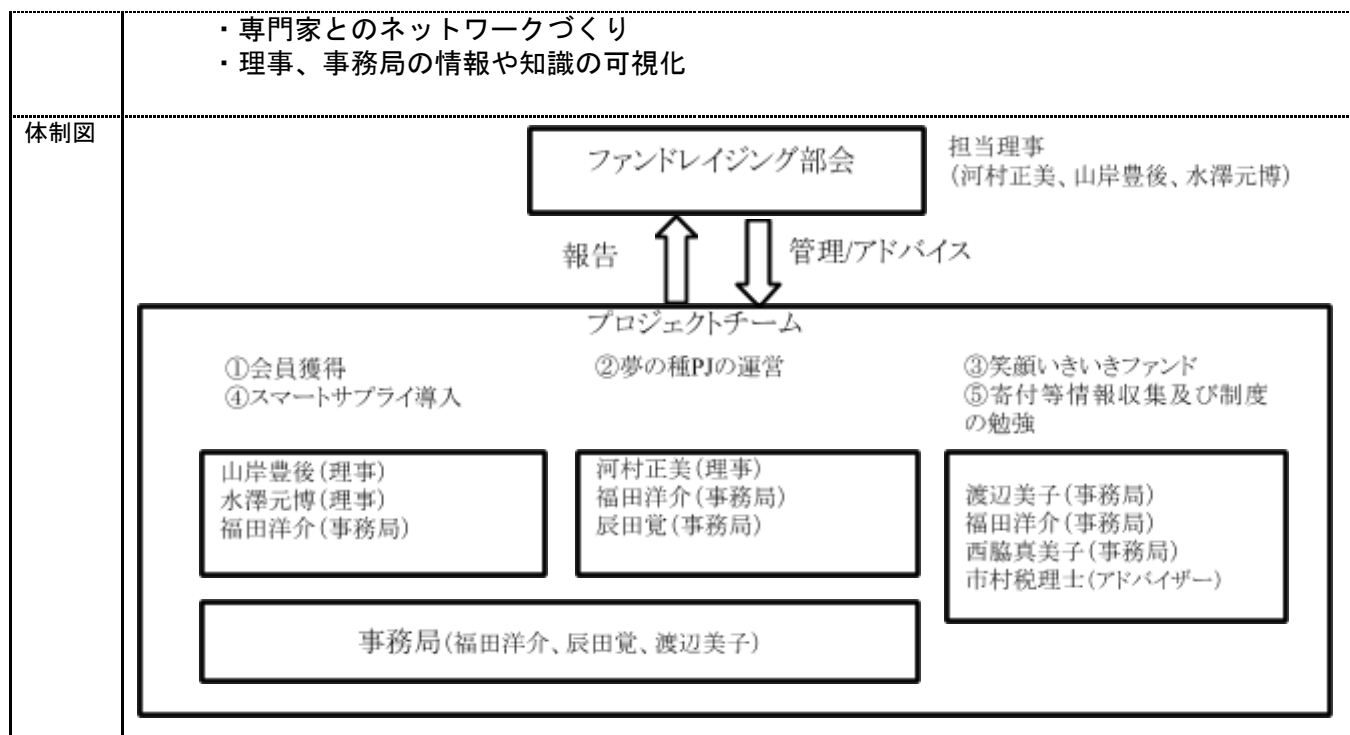 ・専門家とのネットワークづくり
・理事、事務局の情報や知識の可視化
体制図
ファンドレイジング部会
担当理事
(河村正美、山岸豊後、水澤元博)
報告
管理/アドバイス
プロジェクトチーム
①会員獲得
④スマートサプライ導入
②夢の種PJの運営
③笑顔いきいきファンド
⑤寄付等情報収集及び制度
の勉強
山岸豊後(理事)
水澤元博(理事)
福田洋介(事務局)
河村正美(理事)
福田洋介(事務局)
辰田覚(事務局)
渡辺美子(事務局)
福田洋介(事務局)
西脇真美子(事務局)
市村税理士(アドバイザー)
事務局(福田洋介、辰田覚、渡辺美子)